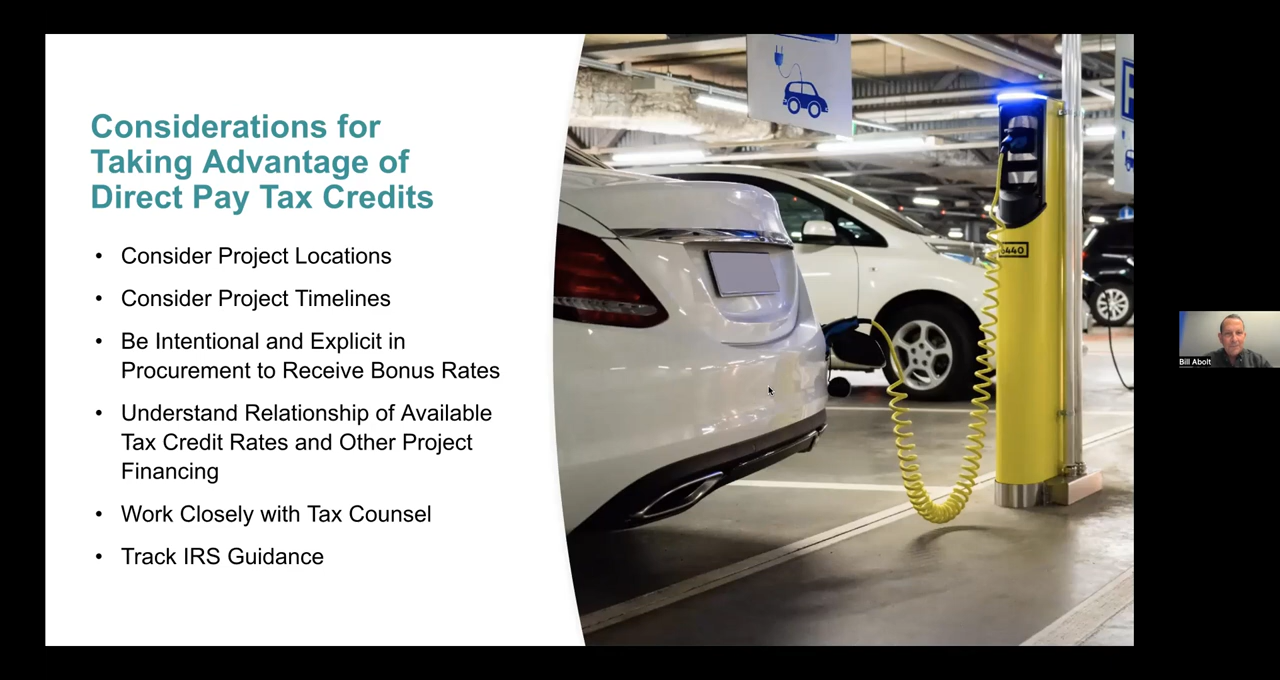 Considerations for
Taking Advantage of
Direct Pay Tax Credits
• Consider Project Locations
• Consider Project Timelines
• Be Intentional and Explicit in
Procurement to Receive Bonus Rates
• Understand Relationship of Available
Tax Credit Rates and Other Project
Financing
• Work Closely with Tax Counsel
• Track IRS Guidance
Bill Abolt